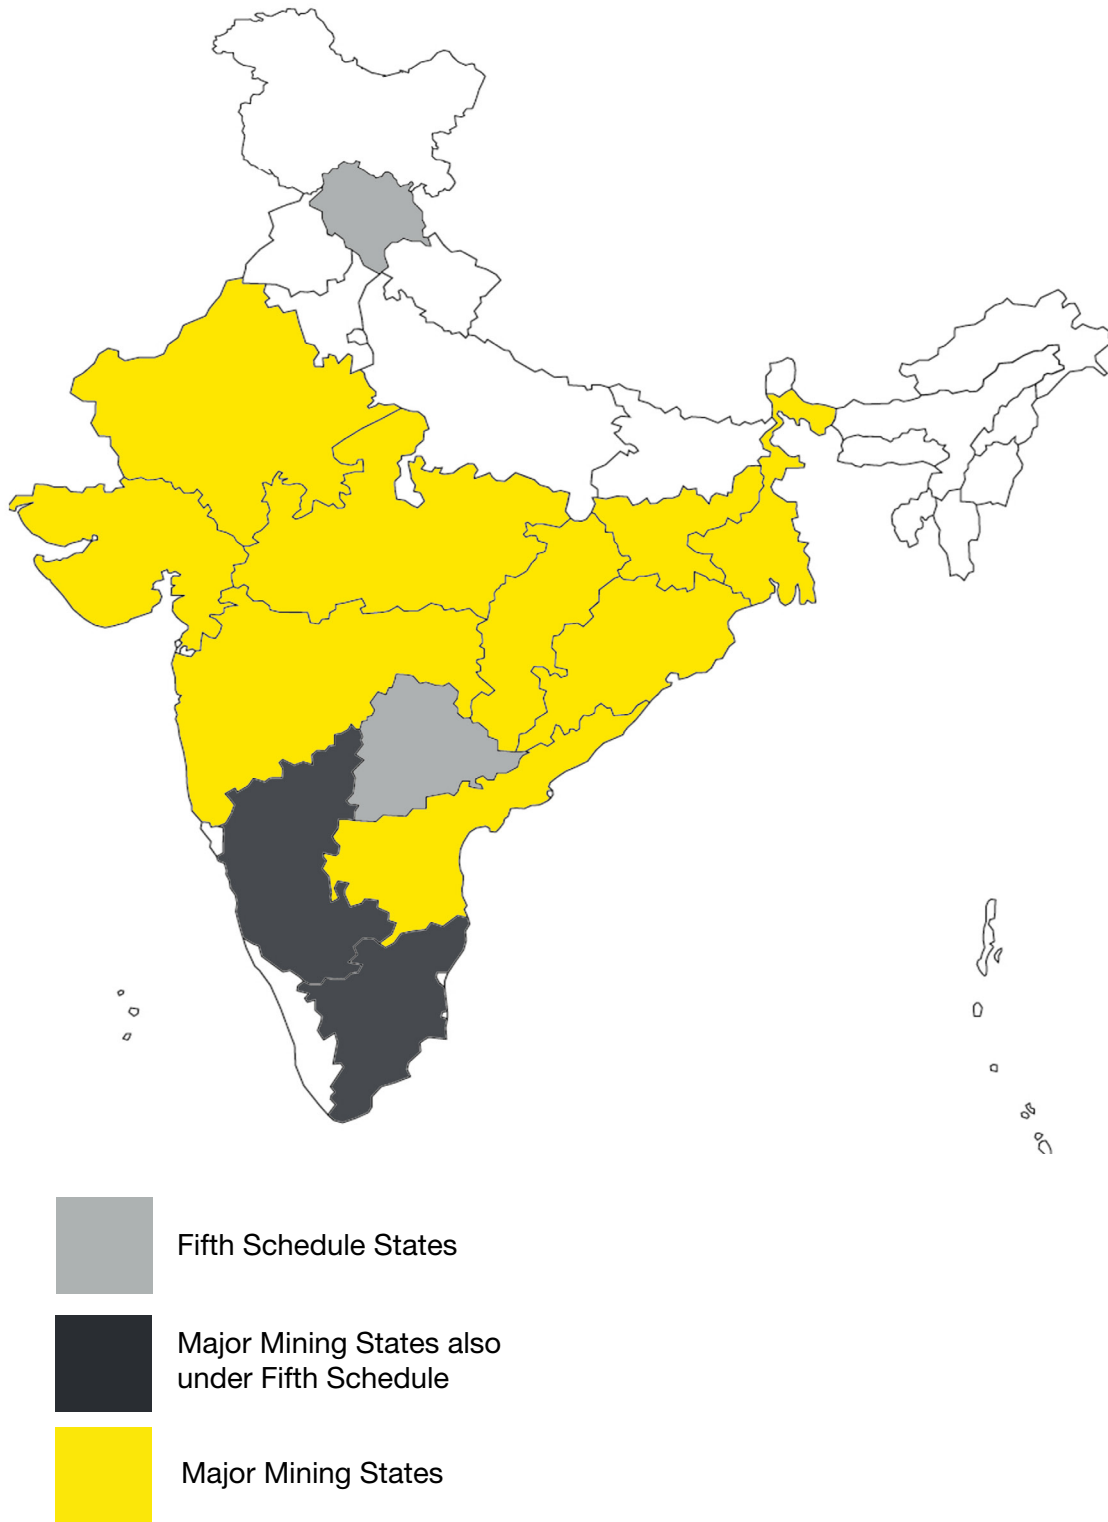 Fifth Schedule States
Major Mining States also
under Fifth Schedule
Major Mining States